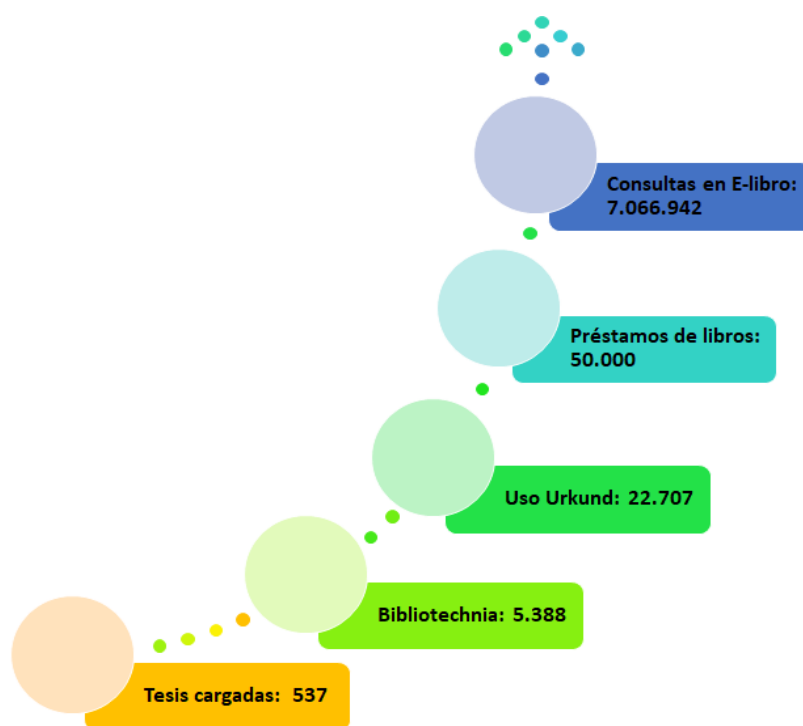 Consultas en E-libro:
7.066.942
Préstamos de libros:
50.000
Uso Urkund: 22.707
Bibliotechnia: 5.388
Tesis cargadas: 537